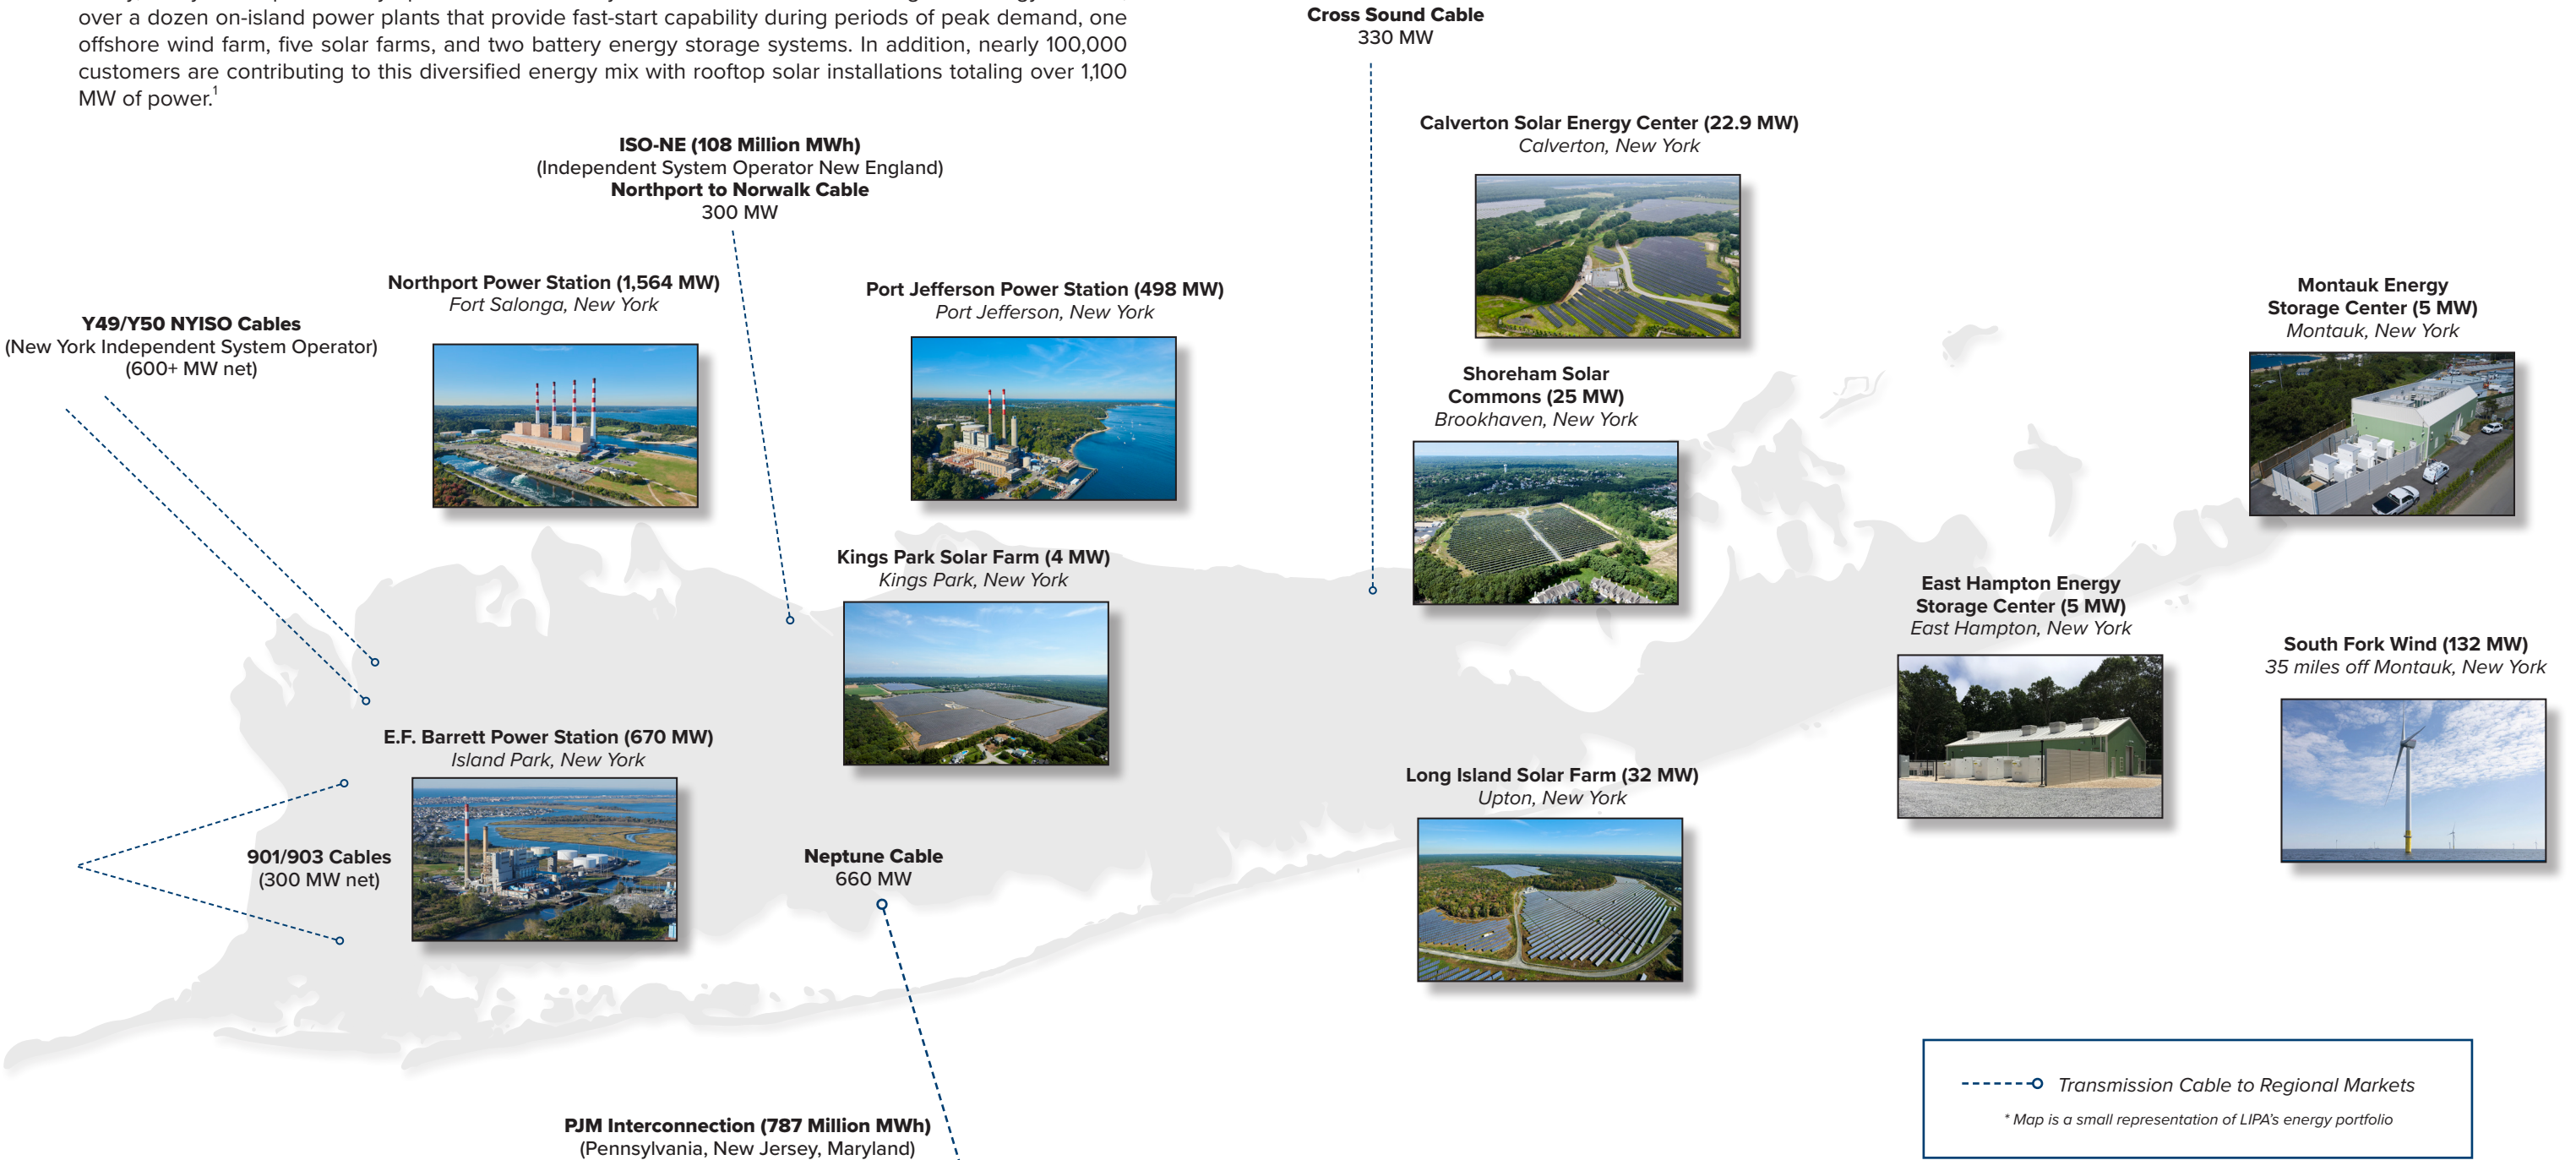 over a dozen on-island power plants that provide fast-start capability during periods of peak demand, one
offshore wind farm, five solar farms, and two battery energy storage systems. In addition, nearly 100,000
customers are contributing to this diversified energy mix with rooftop solar installations totaling over 1,100
MW of power.1
Cross Sound Cable
330 MW
Calverton Solar Energy Center (22.9 MW)
Calverton, New York
ISO-NE (108 Million MWh)
(Independent System Operator New England)
Northport to Norwalk Cable
300 MW
Northport Power Station (1,564 MW)
Fort Salonga, New York
Port Jefferson Power Station (498 MW)
Port Jefferson, New York
Montauk Energy
Storage Center (5 MW)
Montauk, New York
Y49/Y50 NYISO Cables
(New York Independent System Operator)
(600+ MW net)
Shoreham Solar
Commons (25 MW)
Brookhaven, New York
Kings Park Solar Farm (4 MW)
Kings Park, New York
East Hampton Energy
Storage Center (5 MW)
East Hampton, New York
South Fork Wind (132 MW)
35 miles off Montauk, New York
E.F. Barrett Power Station (670 MW)
Island Park, New York
Long Island Solar Farm (32 MW)
Upton, New York
901/903 Cables
(300 MW net)
Neptune Cable
660 MW
Transmission Cable to Regional Markets
* Map is a small representation of LIPA's energy portfolio
PJM Interconnection (787 Million MWh)
(Pennsylvania, New Jersey, Maryland)